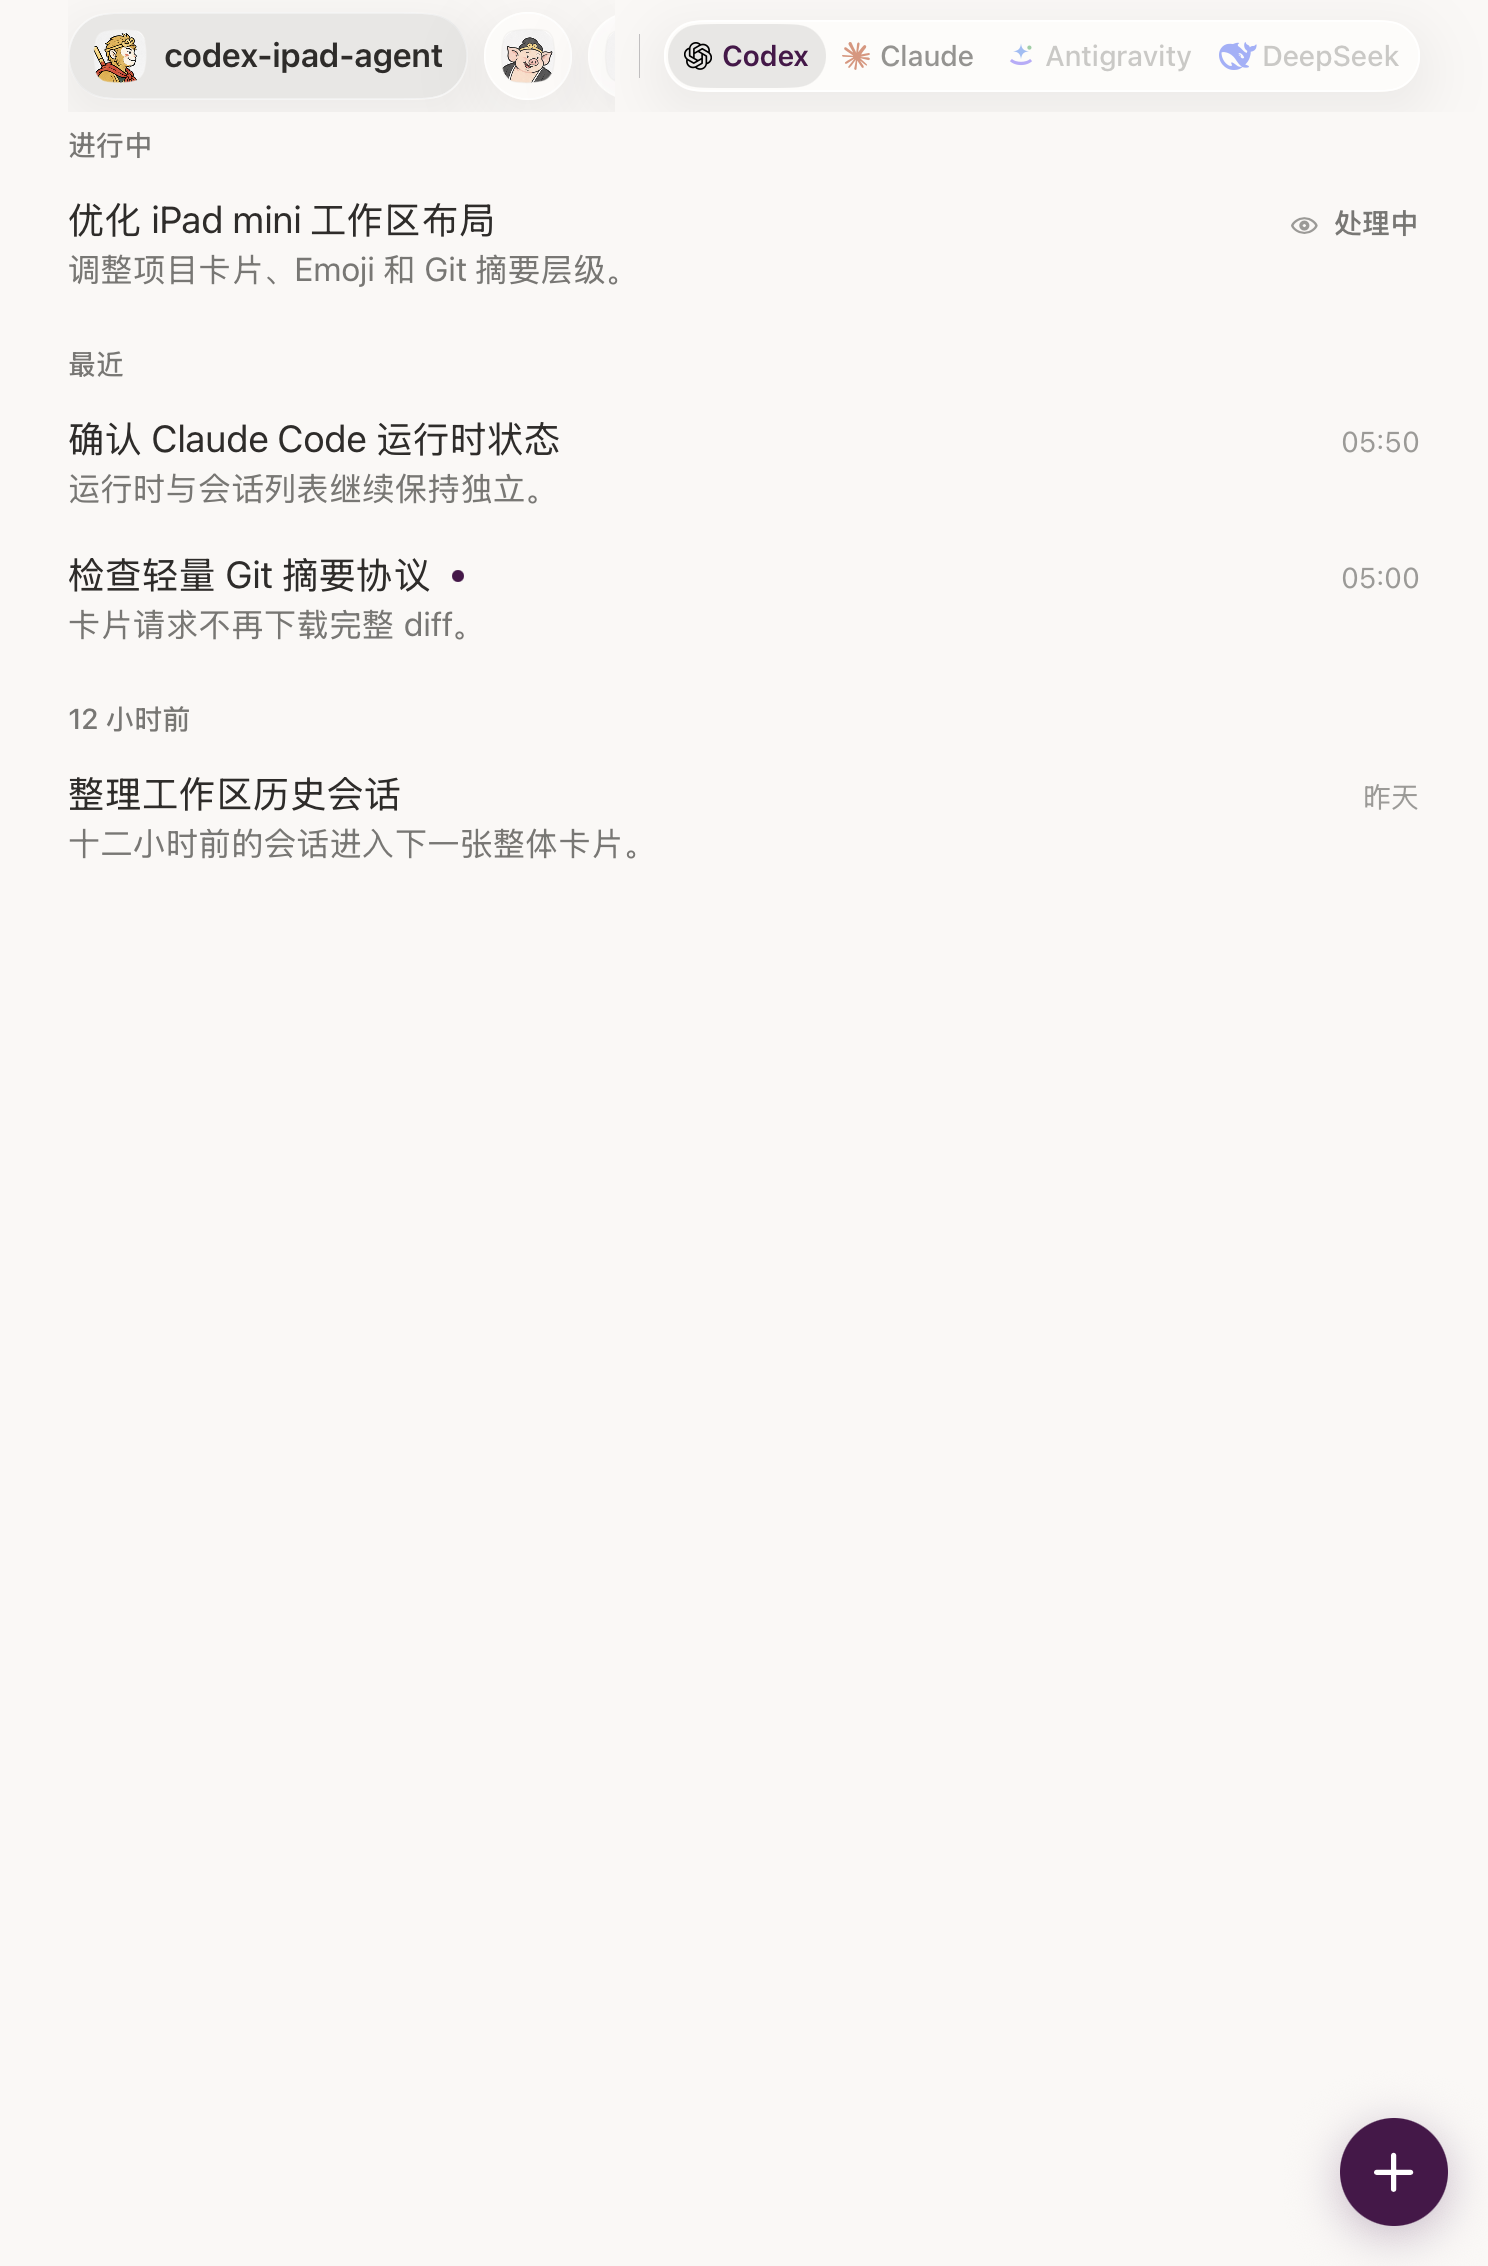 codex-ipad-agent
Codex
Claude
Antigravity
DeepSeek
进行中
优化 iPad mini 工作区布局
处理中
调整项目卡片、Emoji 和 Git 摘要层级。
最近
确认 Claude Code 运行时状态
05:50
运行时与会话列表继续保持独立。
检查轻量 Git 摘要协议
05:00
卡片请求不再下载完整 diff。
12 小时前
整理工作区历史会话
昨天
十二小时前的会话进入下一张整体卡片。